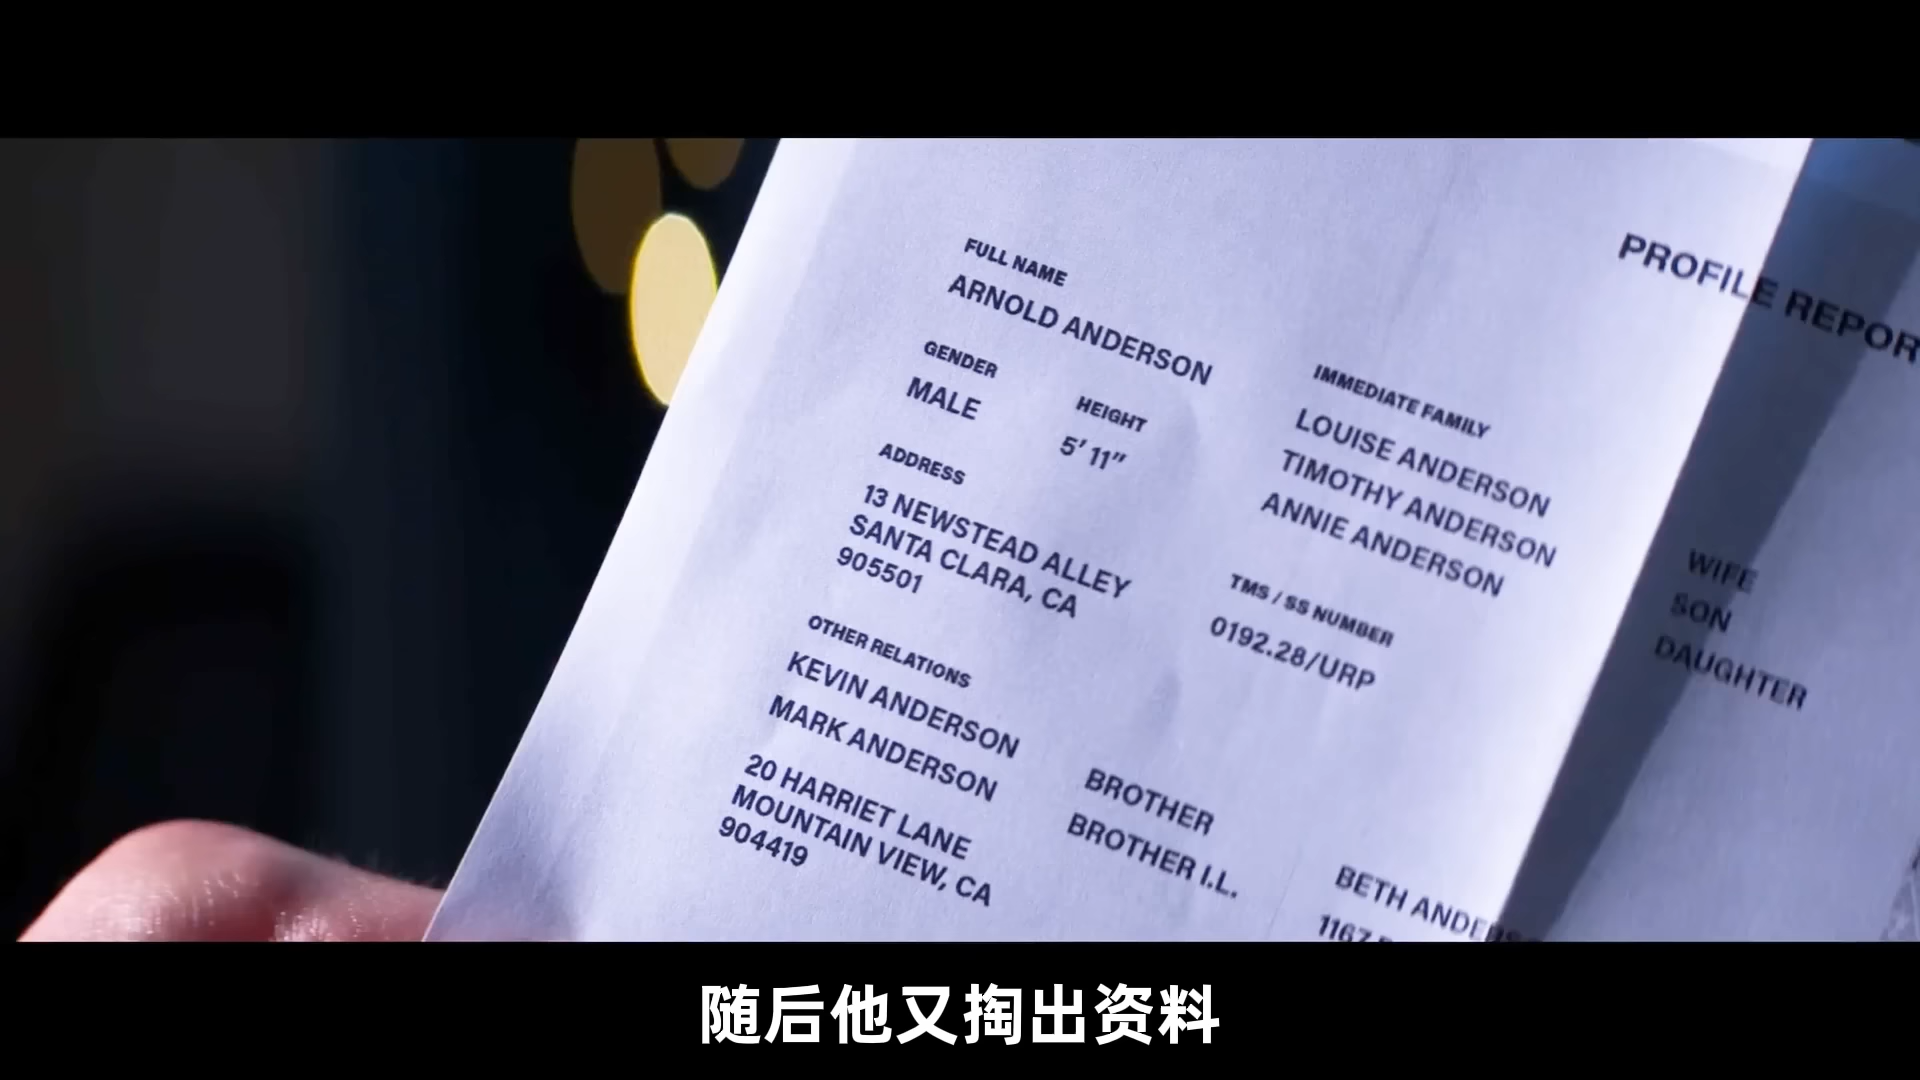 PROFILE REPOR
FULL NAME
ARNOLD ANDERSON
GENDER
MALE
HEIGHT
5' 11"
ADDRESS
13 NEWSTEAD ALLEY
SANTA CLARA, CA
905501
IMMEDIATE FAMILY
LOUISE ANDERSON
TIMOTHY ANDERSON
ANNIE ANDERSON
WIFE
SON
DAUGHTER
TMS / SS NUMBER
0192.28/URP
OTHER RELATIONS
KEVIN ANDERSON
MARK ANDERSON
BROTHER
BROTHER I.L.
20 HARRIET LANE
MOUNTAIN VIEW, CA
904419
BETH ANDERS
1167
随后他又掏出资料